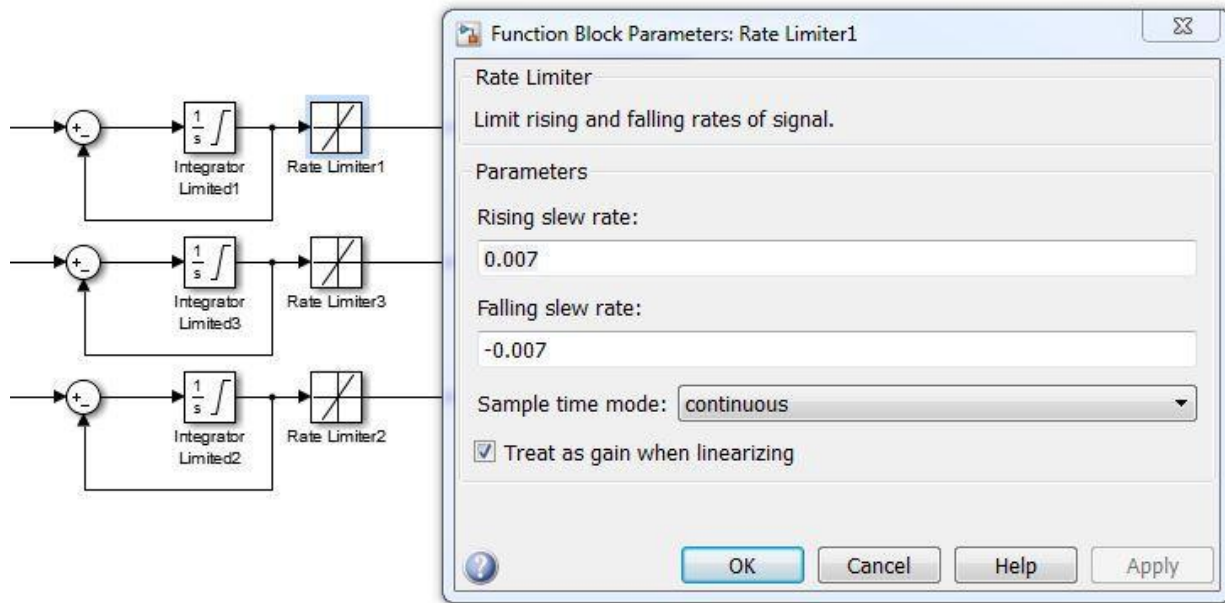 Function Block Parameters: Rate Limiter1
Rate Limiter
Limit rising and falling rates of signal.
Parameters
Rising slew rate:
0.007
Falling slew rate:
-0.007
Sample time mode: continuous
Treat as gain when linearizing
OK Cancel Help Apply
+ -
1
s
Integrator
Limited1
Rate Limiter1
+ -
1
s
Integrator
Limited3
Rate Limiter3
+ -
1
s
Integrator
Limited2
Rate Limiter2